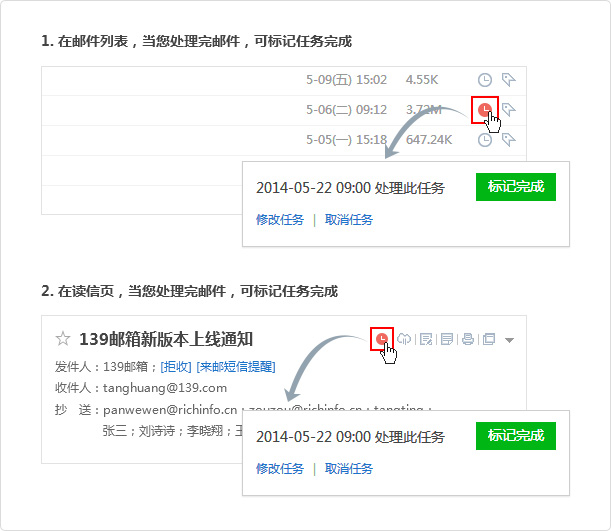 1. 在邮件列表，当您处理完邮件，可标记任务完成
5-09(五) 15:02 4.55K
5-06(二) 09:12 3.72M
5-05(一) 15:18 647.24K
2014-05-22 09:00 处理此任务 标记完成
修改任务 | 取消任务
2. 在读信页，当您处理完邮件，可标记任务完成
139邮箱新版本上线通知
发件人：139邮箱；[拒收] [来邮短信提醒]
收件人：tanghuang@139.com
抄 送：panwewen@richinfo.cn；zouzou@richinfo.cn；tangting；
张三；刘诗诗；李晓翔；
2014-05-22 09:00 处理此任务 标记完成
修改任务 | 取消任务